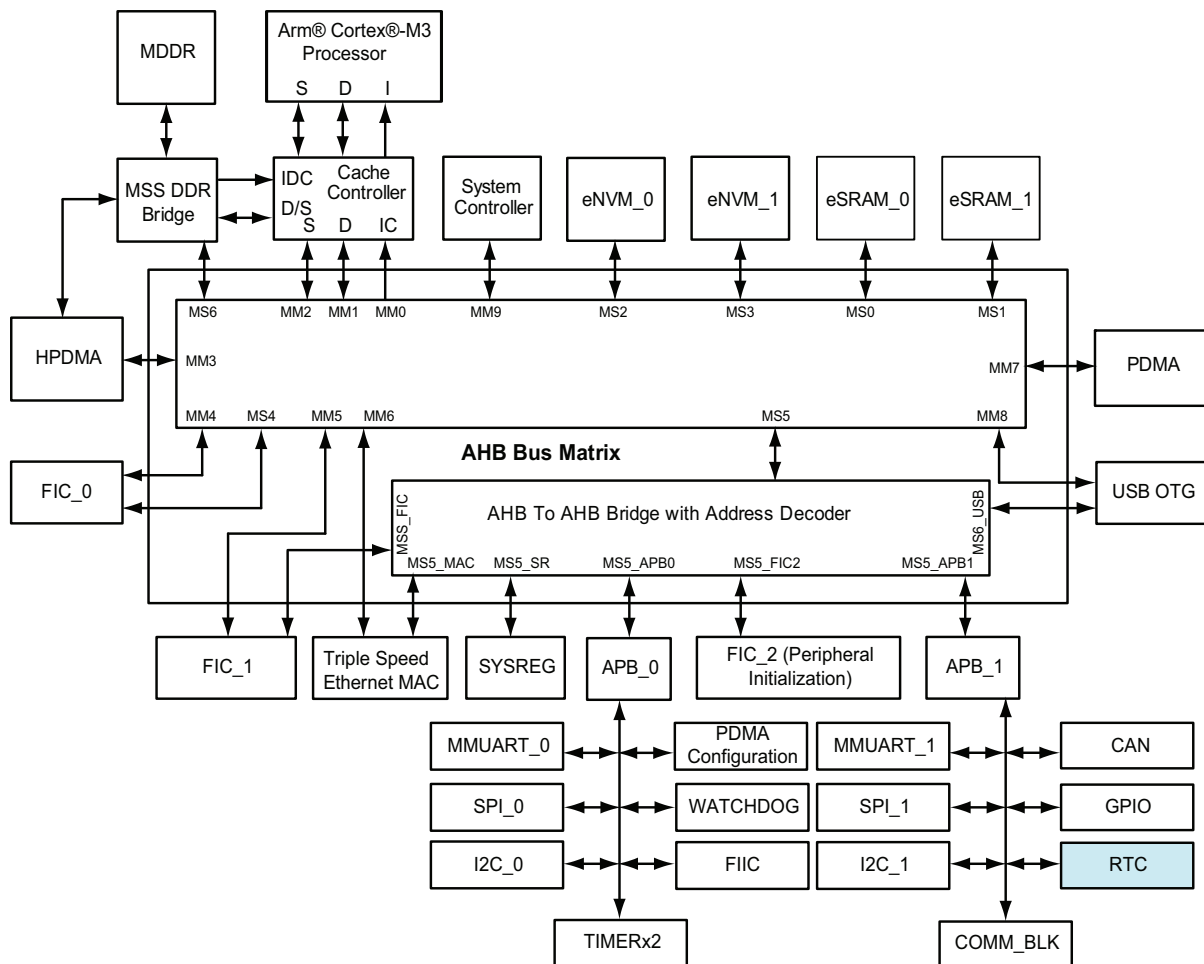 MDDR
Arm® Cortex®-M3
Processor
S D I
MSS DDR
Bridge
IDC
Cache
Controller
D/S
S D IC
System
Controller
eNVM_0
eNVM_1
eSRAM_0
eSRAM_1
MS6 MM2 MM1 MM0 MM9 MS2 MS3 MS0 MS1
HPDMA
MM3
MM7
PDMA
MM4 MS4 MM5 MM6 MS5 MM8
AHB Bus Matrix
FIC_0
USB OTG
MSS_FIC
AHB To AHB Bridge with Address Decoder
MS6_USB
MS5_MAC MS5_SR MS5_APB0 MS5_FIC2 MS5_APB1
FIC_1
Triple Speed
Ethernet MAC
SYSREG
APB_0
FIC_2 (Peripheral
Initialization)
APB_1
MMUART_0
PDMA
Configuration
MMUART_1
CAN
SPI_0
WATCHDOG
SPI_1
GPIO
I2C_0
FIIC
I2C_1
RTC
TIMERx2
COMM_BLK